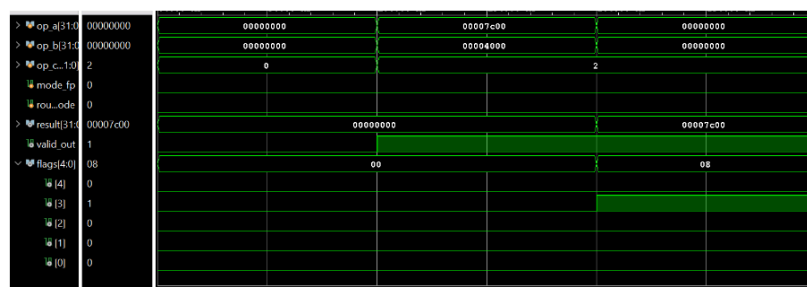 > op_a[31:0 00000000 00000000 00007c00 00000000
> op_b[31:0 00000000 00000000 00004000 00000000
> op_c...1:0] 2 0 2
mode_fp 0
rou...ode 0
> result[31:( 00007c00 00000000 00007c00
valid_out 1
flags[4:0] 08 00 08
[4] 0
[3] 1
[2] 0
[1] 0
[0] 0